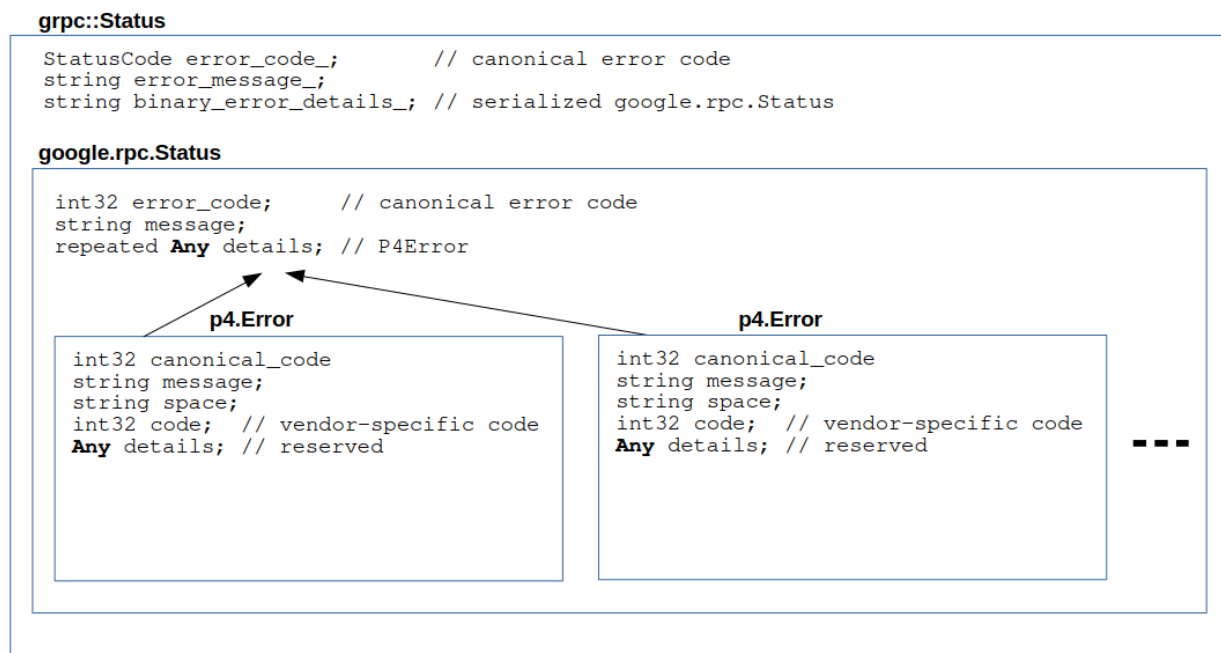 grpc::Status
StatusCode error_code_; // canonical error code
string error_message_;
string binary_error_details_; // serialized google.rpc.Status
google.rpc.Status
int32 error_code; // canonical error code
string message;
repeated Any details; // P4Error
p4.Error
int32 canonical_code
string message;
string space;
int32 code; // vendor-specific code
Any details; // reserved
p4.Error
int32 canonical_code
string message;
string space;
int32 code; // vendor-specific code
Any details; // reserved